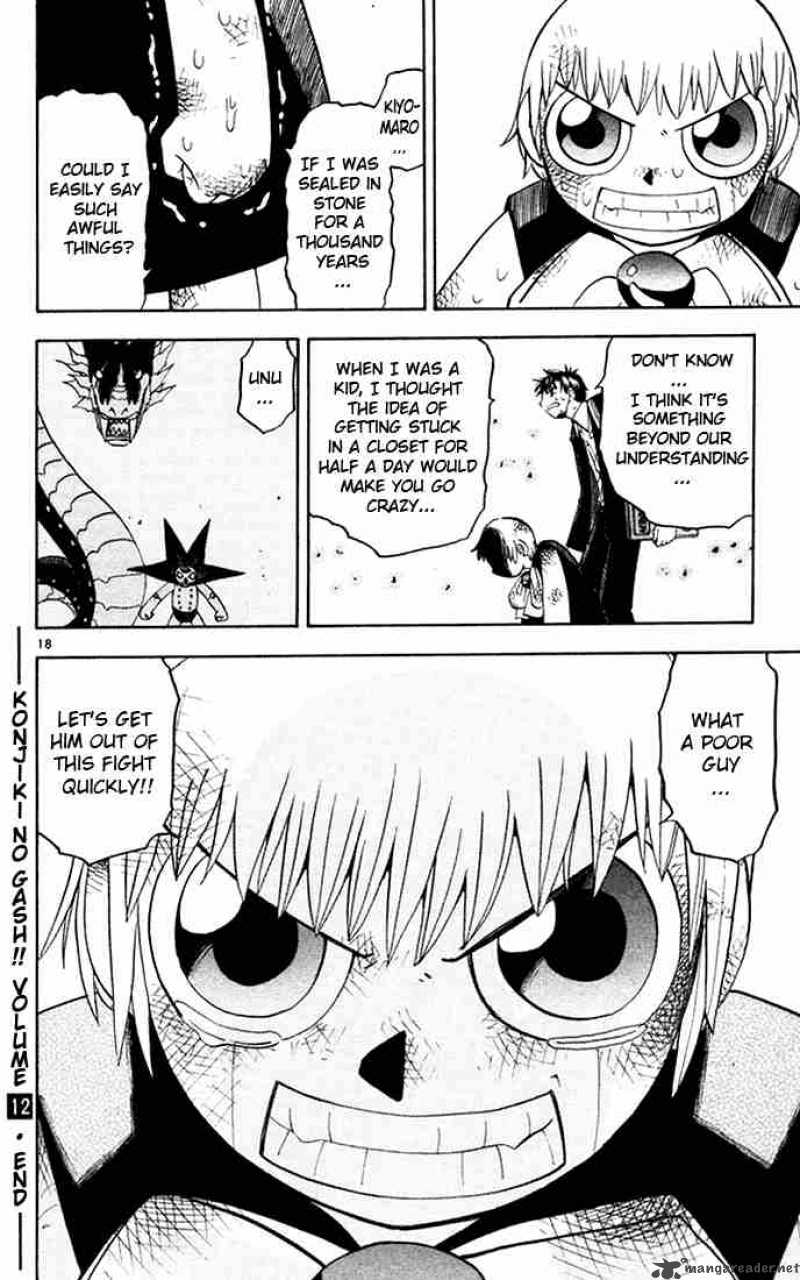 KIYO-
MARO
...
IF I WAS
SEALED IN
STONE
FOR A
THOUSAND
YEARS
...
COULD I
EASILY SAY
SUCH
AWFUL
THINGS?
DON'T KNOW
...
I THINK IT'S
SOMETHING
BEYOND OUR
UNDERSTANDING
...
WHEN I WAS A
KID, I THOUGHT
THE IDEA OF
GETTING STUCK
IN A CLOSET FOR
HALF A DAY WOULD
MAKE YOU GO
CRAZY...
UNU
...
18
WHAT
A POOR
GUY
...
LET'S GET
HIM OUT OF
THIS FIGHT
QUICKLY!!
KONJIKI NO GASH!! VOLUME 12 • END
mangareader.net